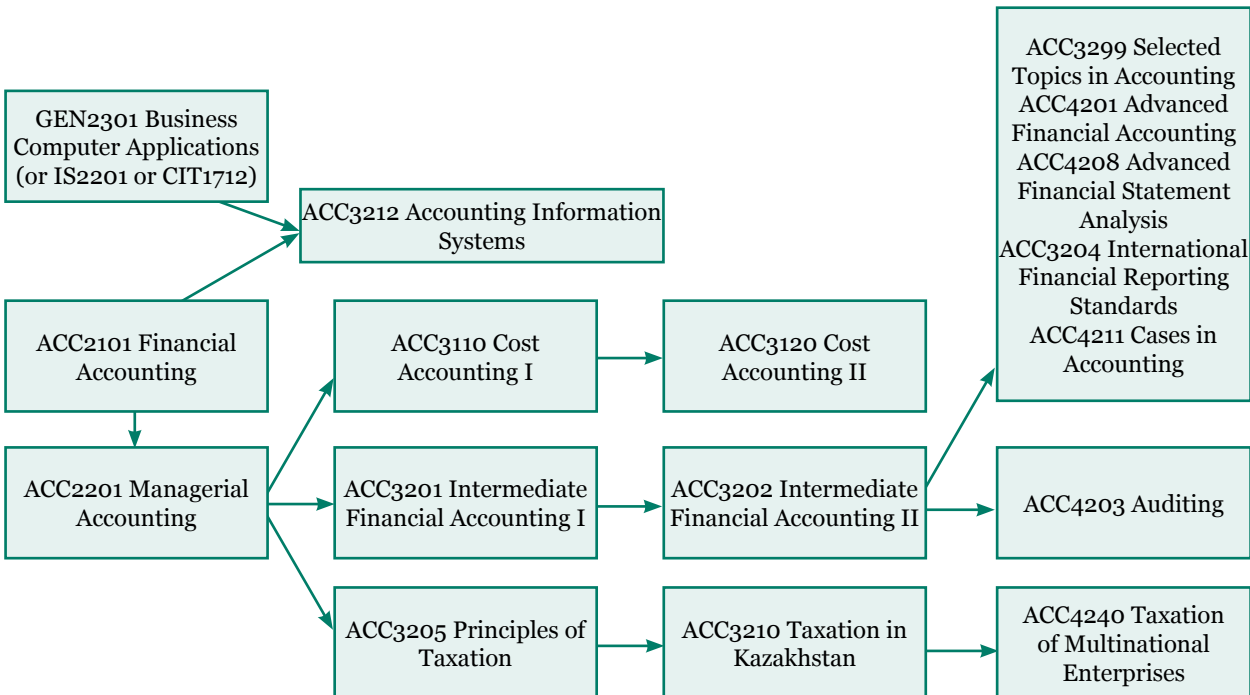 GEN2301 Business
Computer Applications
(or IS2201 or CIT1712)
ACC3212 Accounting Information
Systems
ACC3299 Selected
Topics in Accounting
ACC4201 Advanced
Financial Accounting
ACC4208 Advanced
Financial Statement
Analysis
ACC3204 International
Financial Reporting
Standards
ACC4211 Cases in
Accounting
ACC2101 Financial
Accounting
ACC3110 Cost
Accounting I
ACC3120 Cost
Accounting II
ACC2201 Managerial
Accounting
ACC3201 Intermediate
Financial Accounting I
ACC3202 Intermediate
Financial Accounting II
ACC4203 Auditing
ACC3205 Principles of
Taxation
ACC3210 Taxation in
Kazakhstan
ACC4240 Taxation
of Multinational
Enterprises